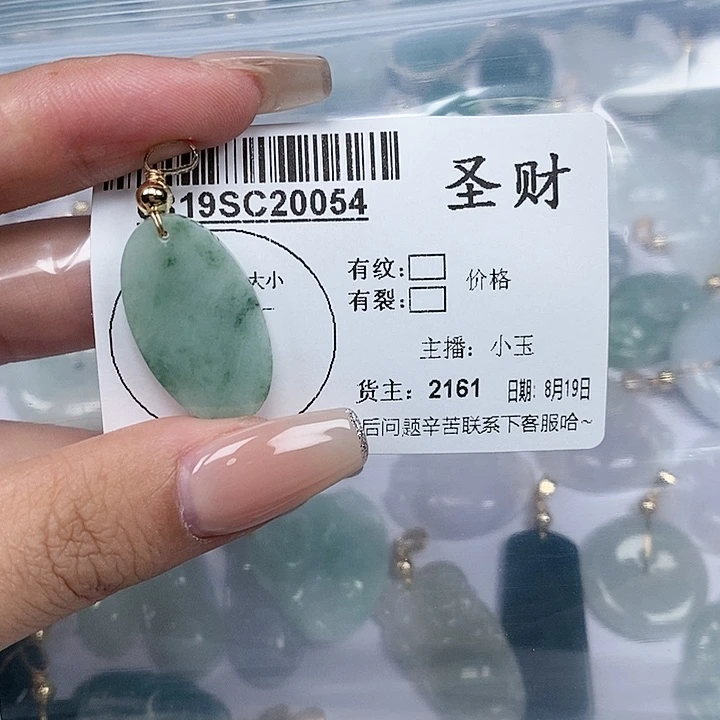 19SC20054
圣财
大小
有纹: 价格
有裂:
主播: 小玉
货主: 2161 日期: 8月19日
后问题辛苦联系下客服哈~